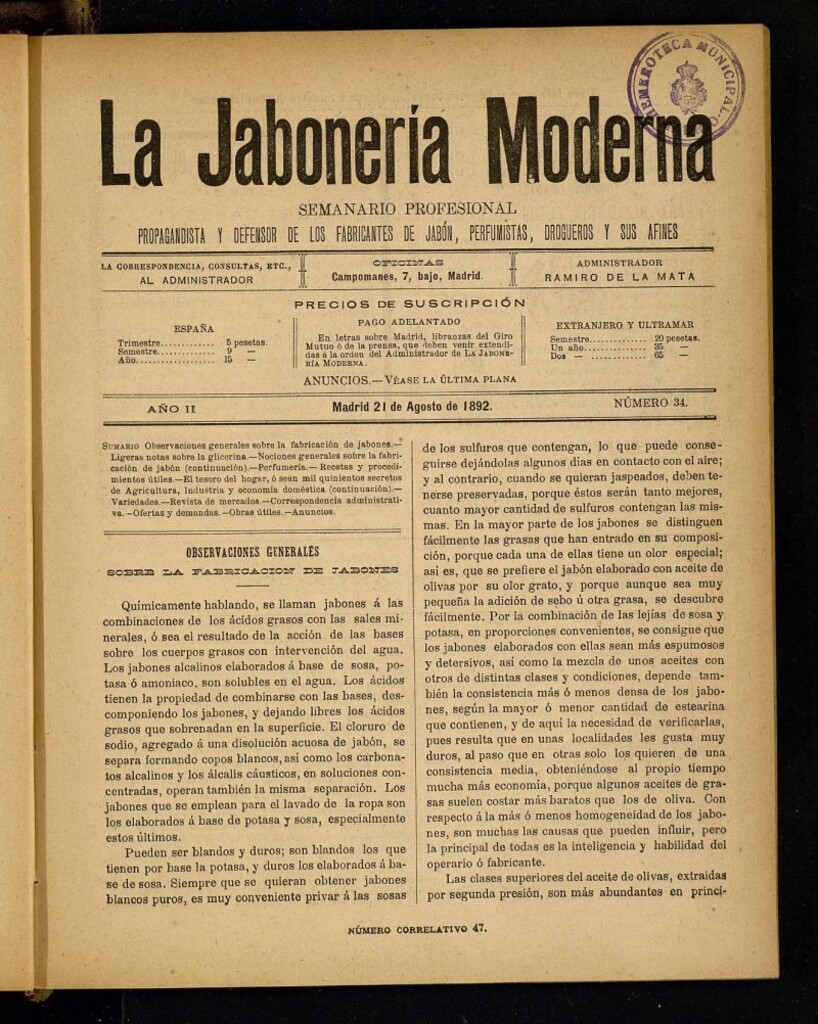 HEMEROTECA MUNICIPAL
La Jabonería Moderna
SEMANARIO PROFESIONAL
PROPAGANDISTA Y DEFENSOR DE LOS FABRICANTES DE JABÓN, PERFUMISTAS, DROGUEROS Y SUS AFINES
LA CORRESPONDENCIA, CONSULTAS, ETC.,
AL ADMINISTRADOR
OFICINAS
Campomanes, 7, bajo, Madrid.
ADMINISTRADOR
RAMIRO DE LA MATA
PRECIOS DE SUSCRIPCIÓN
ESPAÑA
Trimestre............ 5 pesetas.
Semestre............. 9 —
Año.................. 15 —
PAGO ADELANTADO
En letras sobre Madrid, libranzas del Giro
Mutuo ó de la prensa, que deben venir extendi-
das á la orden del Administrador de LA JABONE-
RÍA MODERNA.
EXTRANJERO Y ULTRAMAR
Semestre............. 20 pesetas.
Un año............... 35 —
Dos — ............... 65 —
ANUNCIOS.—VÉASE LA ÚLTIMA PLANA
AÑO II
Madrid 21 de Agosto de 1892.
NÚMERO 34.
SUMARIO Observaciones generales sobre la fabricación de jabones.—
Ligeras notas sobre la glicerina.—Nociones generales sobre la fabri-
cación de jabón (continuación).—Perfumería.— Recetas y procedi-
mientos útiles.—El tesoro del hogar, ó sean mil quinientos secretos
de Agricultura, Industria y economía doméstica (continuación).—
Variedades.—Revista de mercados.—Correspondencia administrati-
va. —Ofertas y demandas.—Obras útiles.—Anuncios.
OBSERVACIONES GENERALES
SOBRE LA FABRICACION DE JABONES
Químicamente hablando, se llaman jabones á las
combinaciones de los ácidos grasos con las sales mi-
nerales, ó sea el resultado de la acción de las bases
sobre los cuerpos grasos con intervención del agua.
Los jabones alcalinos elaborados á base de sosa, po-
tasa ó amoniaco, son solubles en el agua. Los ácidos
tienen la propiedad de combinarse con las bases, des-
componiendo los jabones, y dejando libres los ácidos
grasos que sobrenadan en la superficie. El cloruro de
sodio, agregado á una disolución acuosa de jabón, se
separa formando copos blancos, así como los carbona-
tos alcalinos y los álcalis cáusticos, en soluciones con-
centradas, operan también la misma separación. Los
jabones que se emplean para el lavado de la ropa son
los elaborados á base de potasa y sosa, especialmente
estos últimos.
Pueden ser blandos y duros; son blandos los que
tienen por base la potasa, y duros los elaborados á ba-
se de sosa. Siempre que se quieran obtener jabones
blancos puros, es muy conveniente privar á las sosas
de los sulfuros que contengan, lo que puede conse-
guirse dejándolas algunos dias en contacto con el aire;
y al contrario, cuando se quieran jaspeados, deben te-
nerse preservadas, porque éstos serán tanto mejores,
cuanto mayor cantidad de sulfuros contengan las mis-
mas. En la mayor parte de los jabones se distinguen
fácilmente las grasas que han entrado en su composi-
ción, porque cada una de ellas tiene un olor especial;
asi es, que se prefiere el jabón elaborado con aceite de
olivas por su olor grato, y porque aunque sea muy
pequeña la adición de sebo ú otra grasa, se descubre
fácilmente. Por la combinación de las lejias de sosa y
potasa, en proporciones convenientes, se consigue que
los jabones elaborados con ellas sean más espumosos
y detersivos, así como la mezcla de unos aceites con
otros de distintas clases y condiciones, depende tam-
bién la consistencia más ó menos densa de los jabo-
nes, según la mayor ó menor cantidad de estearina
que contienen, y de aquí la necesidad de verificarlas,
pues resulta que en unas localidades les gusta muy
duros, al paso que en otras solo los quieren de una
consistencia media, obteniéndose al propio tiempo
mucha más economía, porque algunos aceites de gra-
sas suelen costar más baratos que los de oliva. Con
respecto á la más ó menos homogeneidad de los jabo-
nes, son muchas las causas que pueden influir, pero
la principal de todas es la inteligencia y habilidad del
operario ó fabricante.
Las clases superiores del aceite de olivas, extraidas
por segunda presión, son más abundantes en princi-
NÚMERO CORRELATIVO 47.